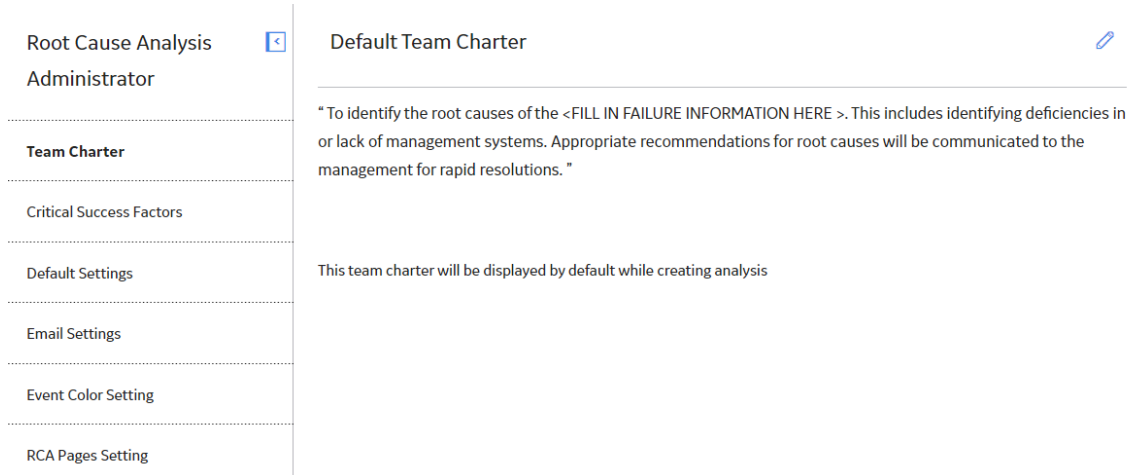 Root Cause Analysis
Administrator
Team Charter
Critical Success Factors
Default Settings
Email Settings
Event Color Setting
RCA Pages Setting
Default Team Charter
“ To identify the root causes of the <FILL IN FAILURE INFORMATION HERE >. This includes identifying deficiencies in
or lack of management systems. Appropriate recommendations for root causes will be communicated to the
management for rapid resolutions. ”
This team charter will be displayed by default while creating analysis